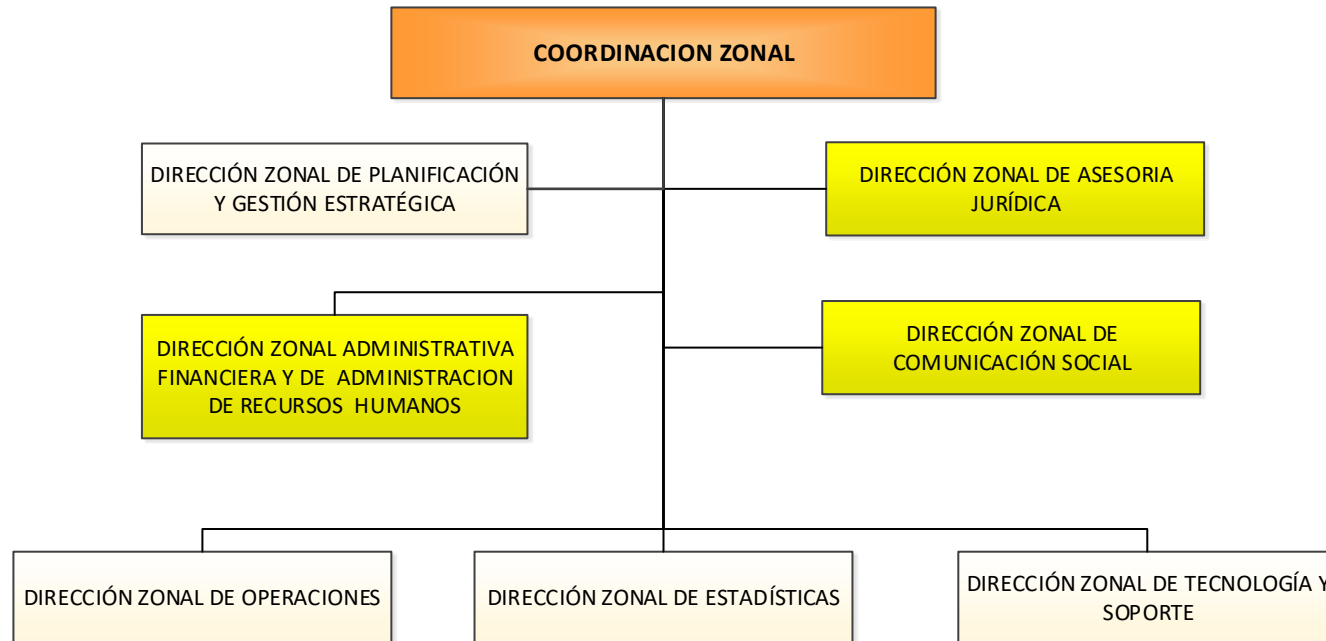 COORDINACION ZONAL
DIRECCIÓN ZONAL DE PLANIFICACIÓN
Y GESTIÓN ESTRATÉGICA
DIRECCIÓN ZONAL DE ASESORIA
JURÍDICA
DIRECCIÓN ZONAL ADMINISTRATIVA
FINANCIERA Y DE ADMINISTRACION
DE RECURSOS HUMANOS
DIRECCIÓN ZONAL DE
COMUNICACIÓN SOCIAL
DIRECCIÓN ZONAL DE OPERACIONES
DIRECCIÓN ZONAL DE ESTADÍSTICAS
DIRECCIÓN ZONAL DE TECNOLOGÍA Y
SOPORTE